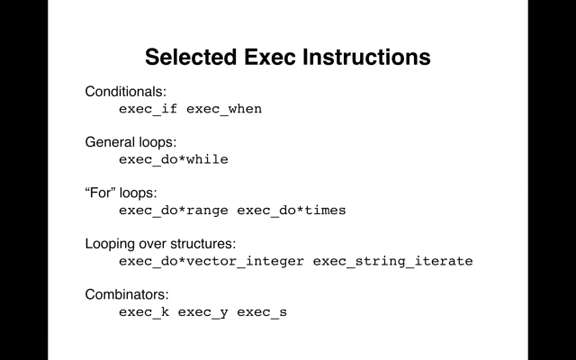 Selected Exec Instructions
Conditionals:
exec_if exec_when
General loops:
exec_do*while
“For” loops:
exec_do*range exec_do*times
Looping over structures:
exec_do*vector_integer exec_string_iterate
Combinators:
exec_k exec_y exec_s